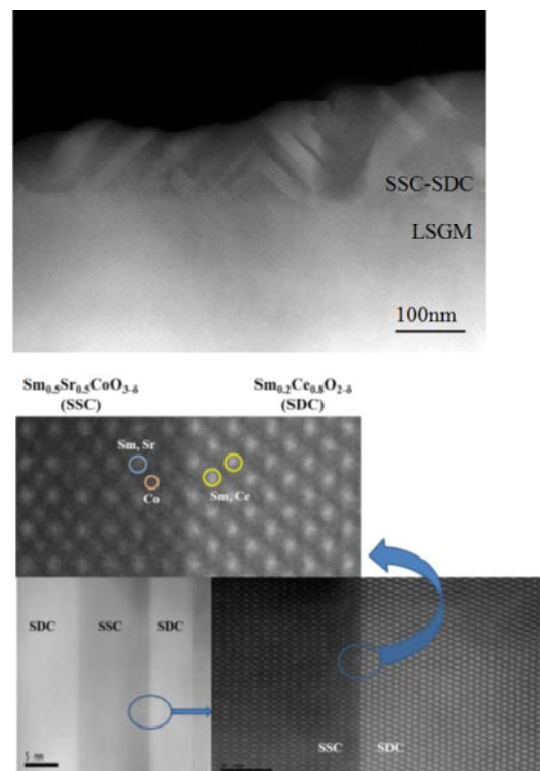 SSC-SDC
LSGM
100nm
Sm₀.₅Sr₀.₅CoO₃₋δ
(SSC)
Sm₀.₂Ce₀.₈O₂₋δ
(SDC)
Sm, Sr
Co
Sm, Ce
SDC
SSC
SDC
5 nm
SSC
SDC